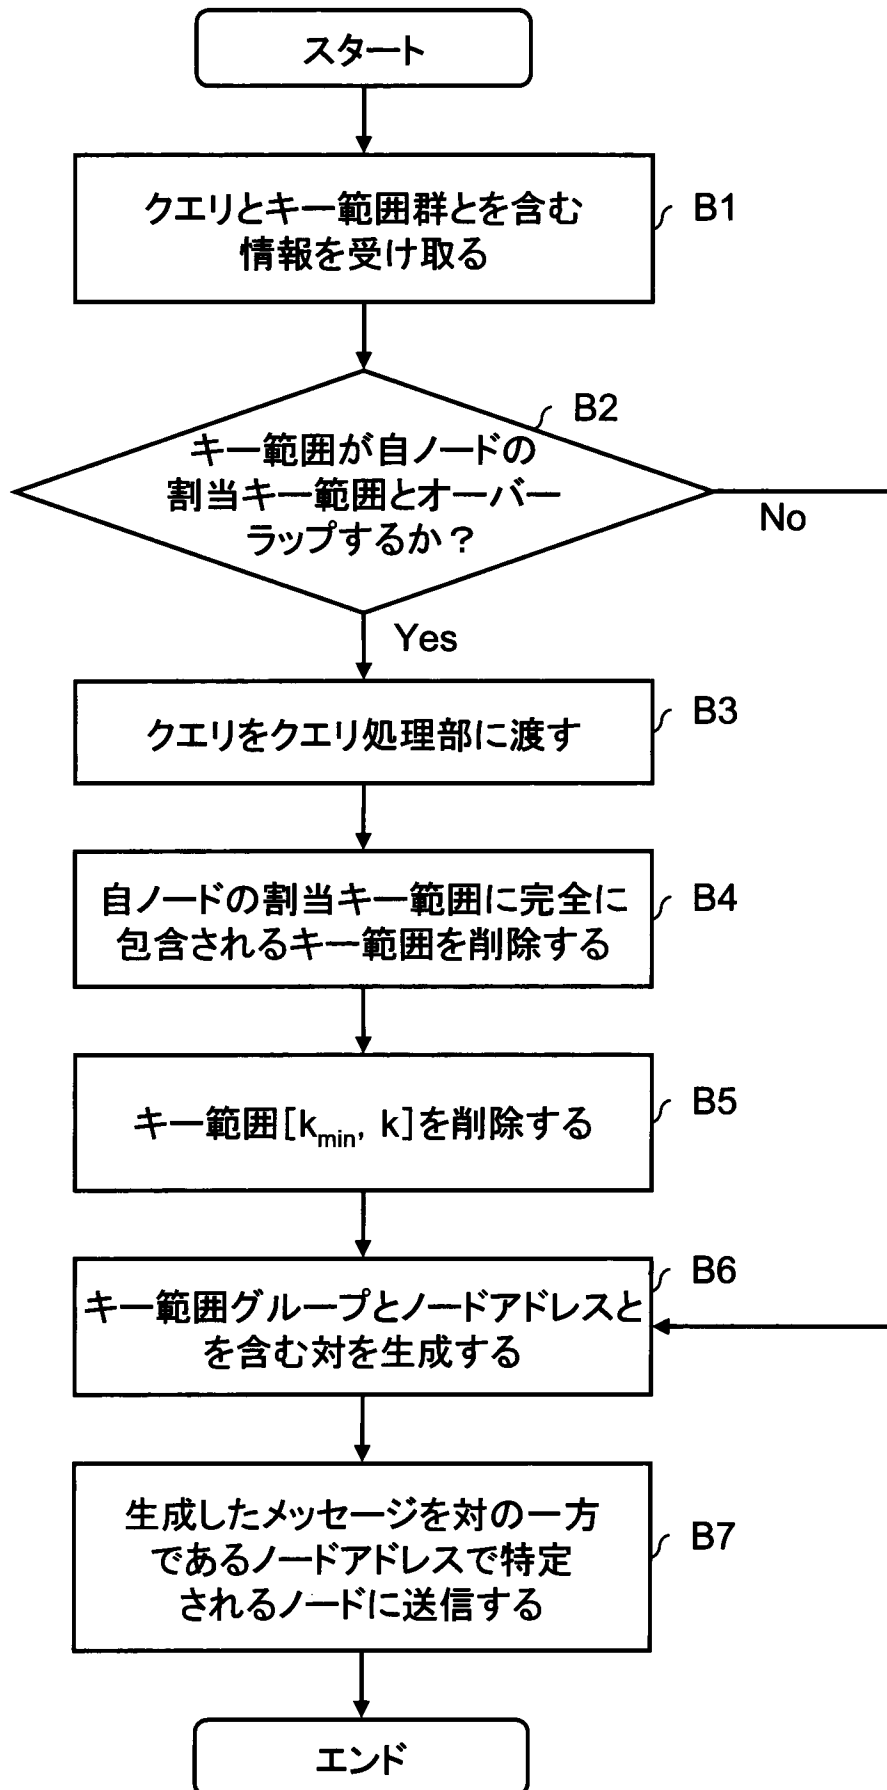 スタート
クエリとキー範囲群とを含む
情報を受け取る
B1
B2
キー範囲が自ノードの
割当キー範囲とオーバー
ラップするか？
No
Yes
クエリをクエリ処理部に渡す
B3
自ノードの割当キー範囲に完全に
包含されるキー範囲を削除する
B4
キー範囲[kmin, k]を削除する
B5
キー範囲グループとノードアドレスと
を含む対を生成する
B6
生成したメッセージを対の一方
であるノードアドレスで特定
されるノードに送信する
B7
エンド